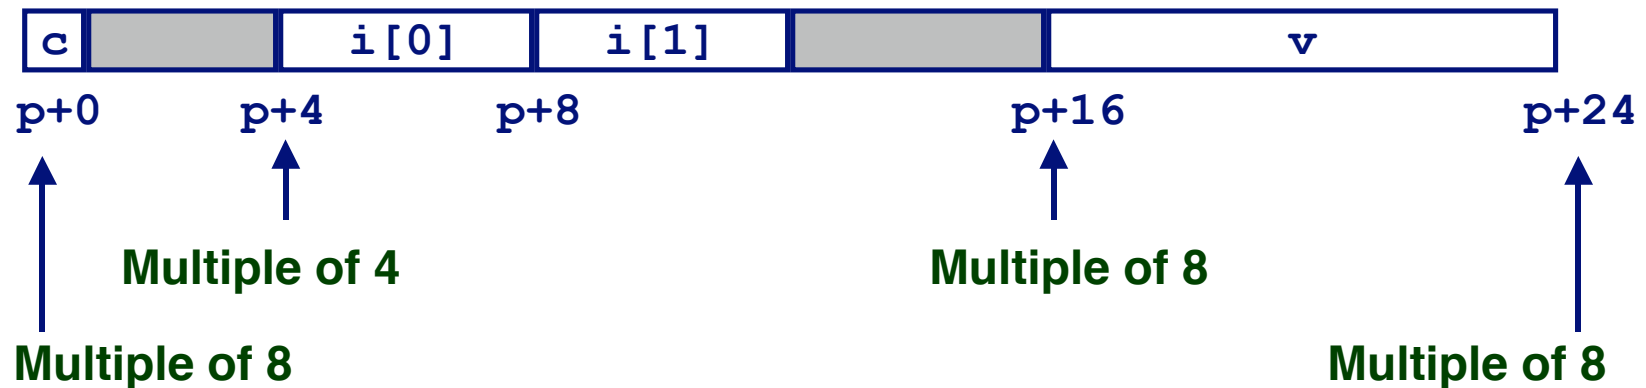 c i[0] i[1] v
p+0 p+4 p+8 p+16 p+24
Multiple of 4 Multiple of 8
Multiple of 8 Multiple of 8